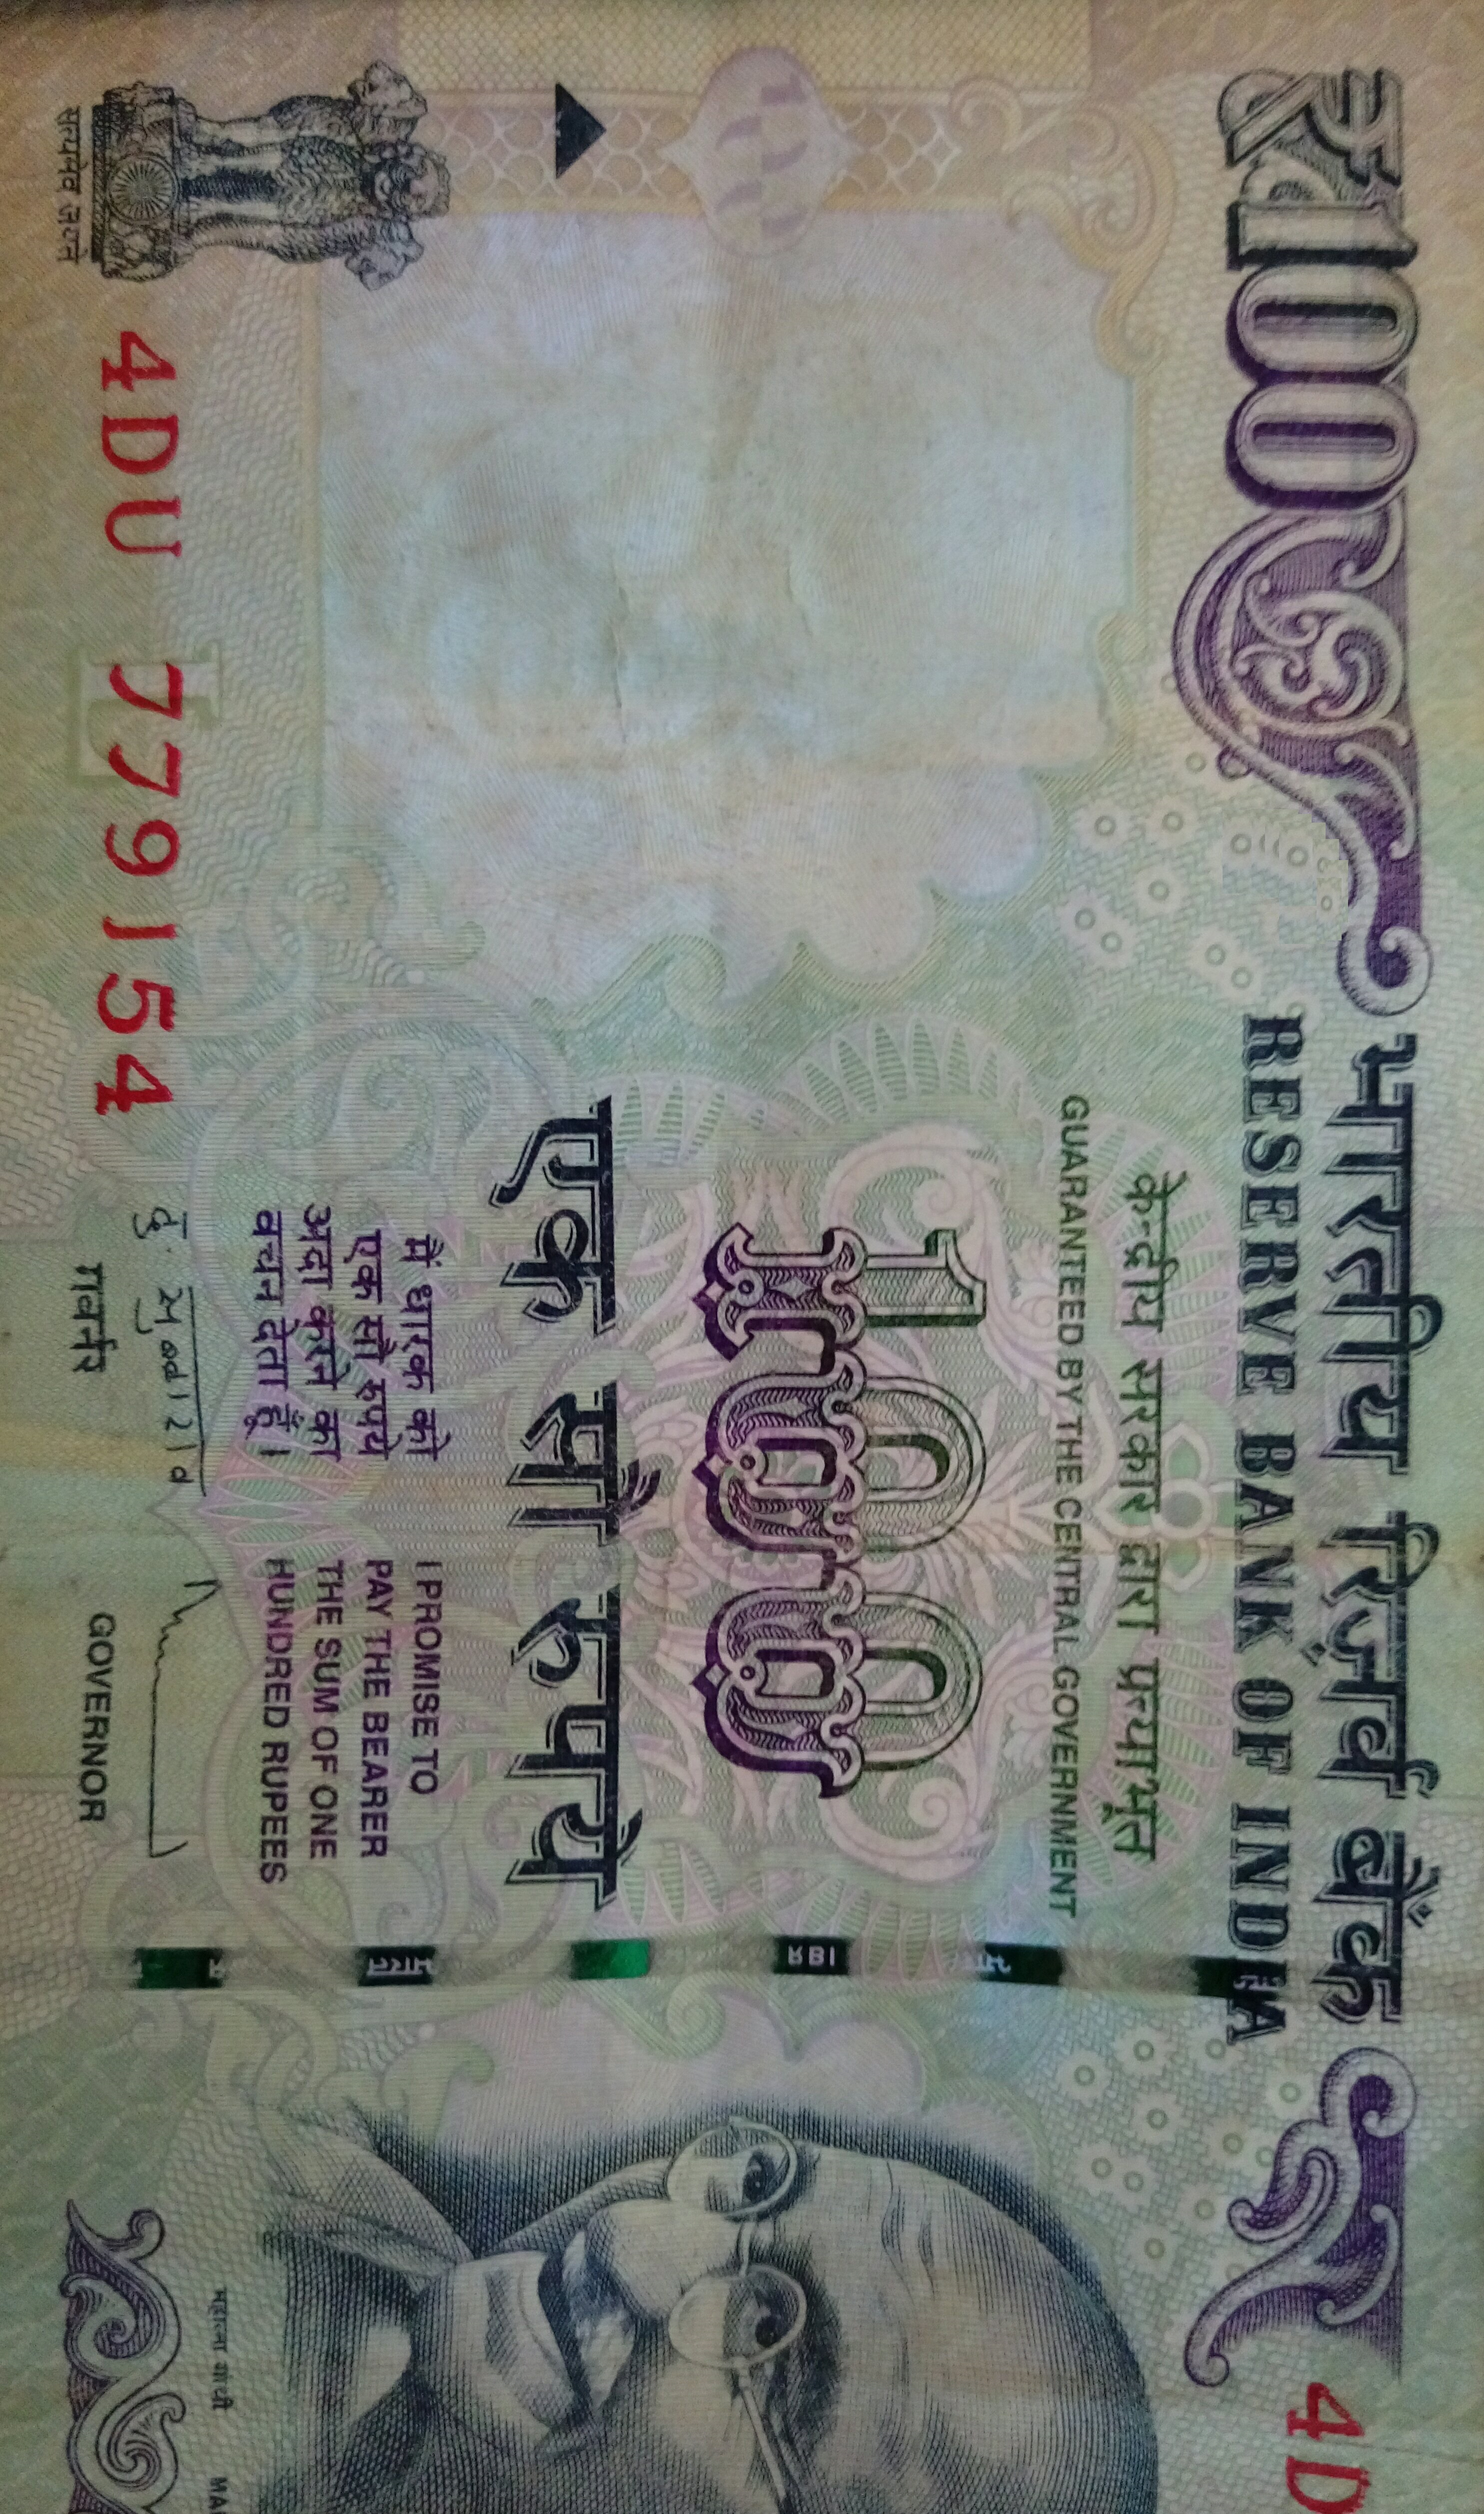 ₹100
भारतीय रिज़र्व बैंक
RESERVE BANK OF INDIA
4D
केन्द्रीय सरकार द्वारा प्रत्याभूत
GUARANTEED BY THE CENTRAL GOVERNMENT
100
एक सौ रुपये
मैं धारक को
एक सौ रुपये
अदा करने का
वचन देता हूँ।
I PROMISE TO
PAY THE BEARER
THE SUM OF ONE
HUNDRED RUPEES
गवर्नर
GOVERNOR
RBI
भारत
सत्यमेव जयते
4DU 779154
L
महात्मा गांधी